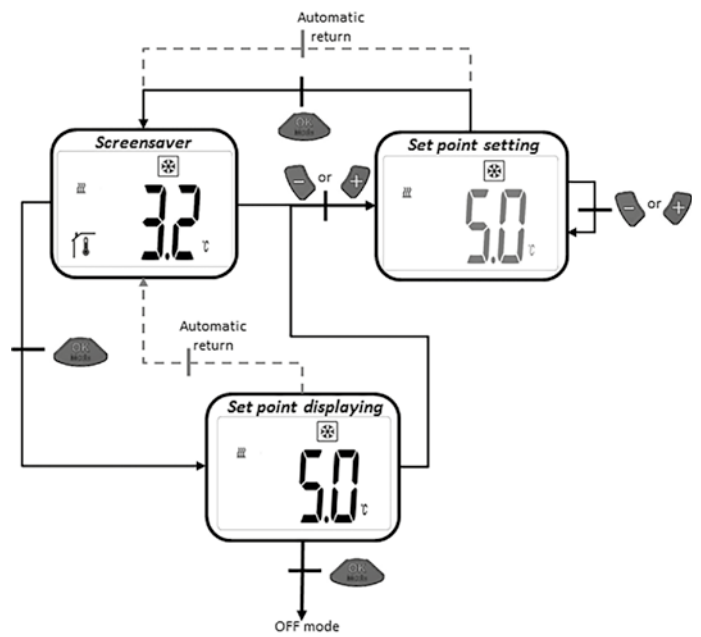 Automatic
return
OK
Mode
Screensaver
3.2 °C
- or +
Set point setting
5.0 °C
- or +
OK
Mode
Automatic
return
Set point displaying
5.0 °C
OK
Mode
OFF mode